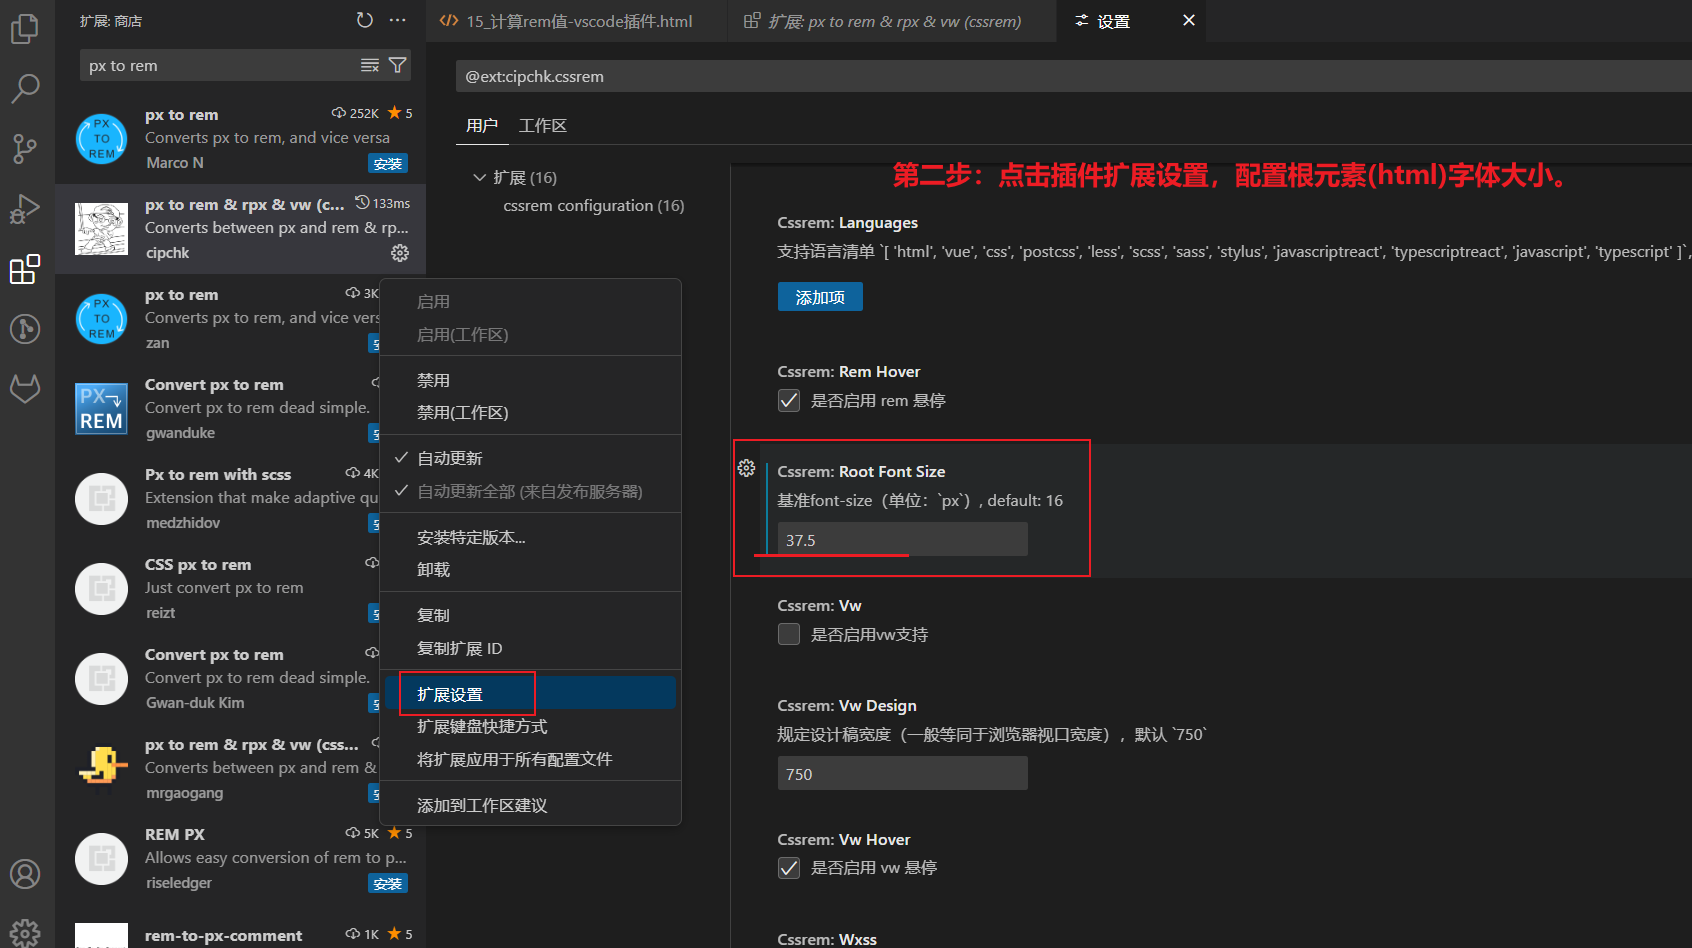 扩展: 商店
px to rem
px to rem
252K
5
Converts px to rem, and vice versa
Marco N
安装
px to rem & rpx & vw (c...
133ms
Converts between px and rem & rp...
cipchk
px to rem
3K
Converts px to rem, and vice vers
zan
Convert px to rem
Convert px to rem dead simple.
gwanduke
Px to rem with scss
4K
Extension that make adaptive qu
medzhidov
CSS px to rem
Just convert px to rem
reizt
Convert px to rem
Convert px to rem dead simple.
Gwan-duk Kim
px to rem & rpx & vw (css...
Converts between px and rem &
mrgaogang
REM PX
5K
5
Allows easy conversion of rem to p...
riseledger
安装
rem-to-px-comment
1K
5
PX
TO
REM
PX
TO
REM
PX
REM
启用
启用(工作区)
禁用
禁用(工作区)
自动更新
自动更新全部 (来自发布服务器)
安装特定版本...
卸载
复制
复制扩展 ID
扩展设置
扩展键盘快捷方式
将扩展应用于所有配置文件
添加到工作区建议
15_计算rem值-vscode插件.html
扩展: px to rem & rpx & vw (cssrem)
设置
@ext:cipchk.cssrem
用户
工作区
扩展 (16)
cssrem configuration (16)
第二步：点击插件扩展设置，配置根元素(html)字体大小。
Cssrem: Languages
支持语言清单 `[ 'html', 'vue', 'css', 'postcss', 'less', 'scss', 'sass', 'stylus', 'javascriptreact', 'typescriptreact', 'javascript', 'typescript' ]`,
添加项
Cssrem: Rem Hover
是否启用 rem 悬停
Cssrem: Root Font Size
基准font-size（单位：`px`）, default: 16
37.5
Cssrem: Vw
是否启用vw支持
Cssrem: Vw Design
规定设计稿宽度（一般等同于浏览器视口宽度）, 默认 `750`
750
Cssrem: Vw Hover
是否启用 vw 悬停
Cssrem: Wxss